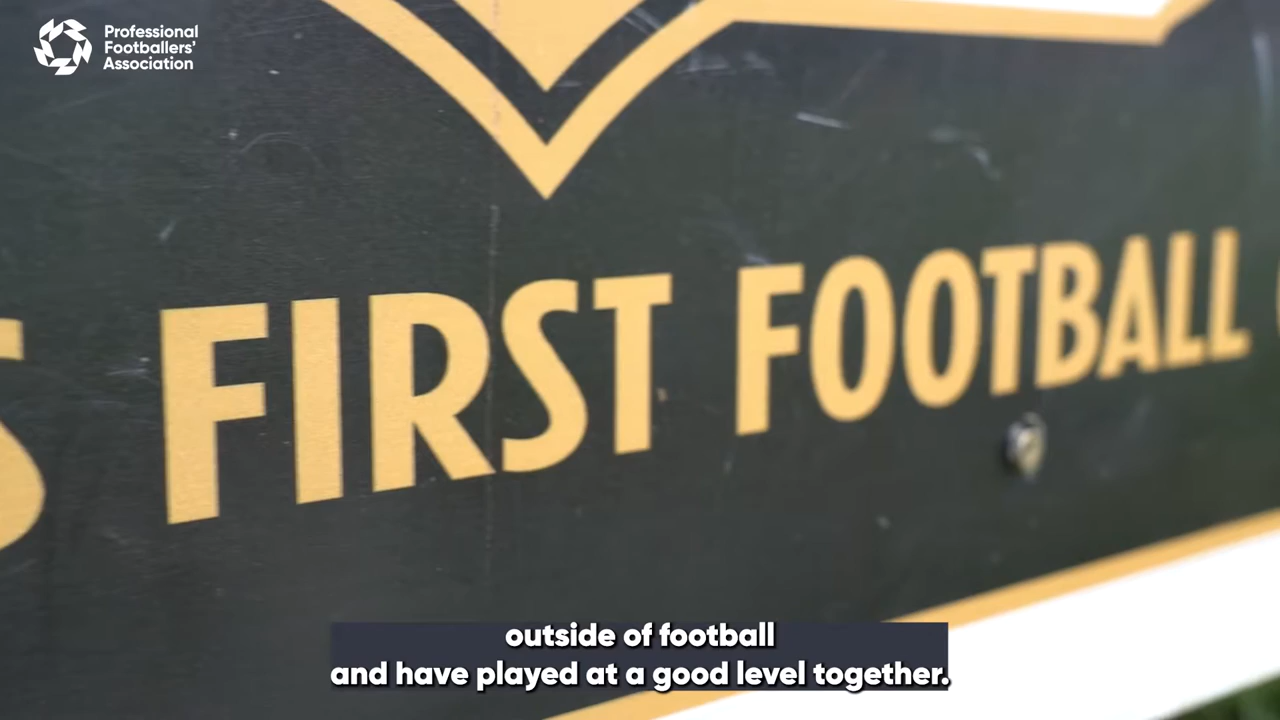 Professional
Footballers'
Association
S FIRST FOOTBALL
outside of football
and have played at a good level together.